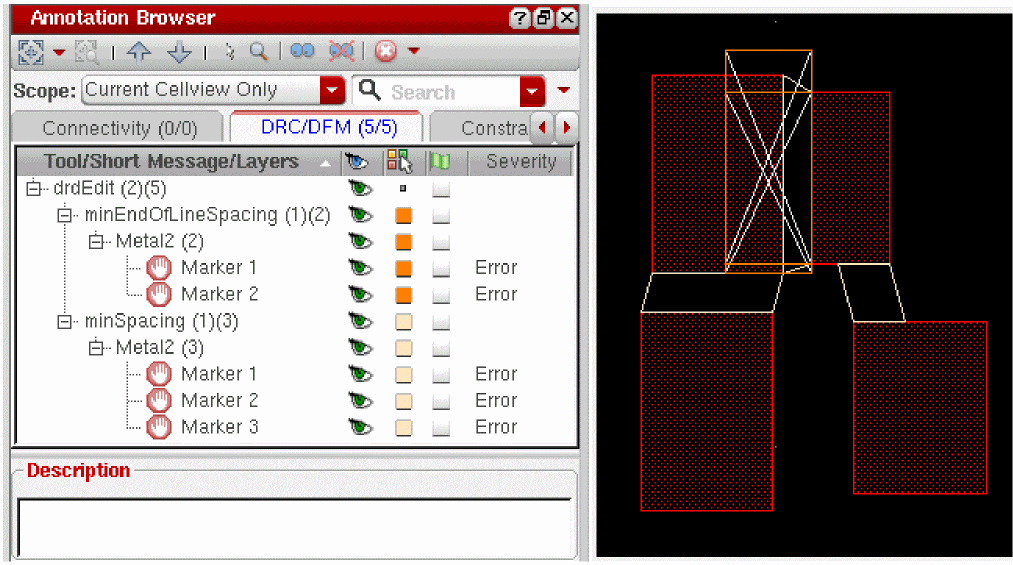 Annotation Browser
Scope: Current Cellview Only Search
Connectivity (0/0) DRC/DFM (5/5) Constra
Tool/Short Message/Layers Severity
drdEdit (2)(5)
minEndOfLineSpacing (1)(2)
Metal2 (2)
Marker 1 Error
Marker 2 Error
minSpacing (1)(3)
Metal2 (3)
Marker 1 Error
Marker 2 Error
Marker 3 Error
Description